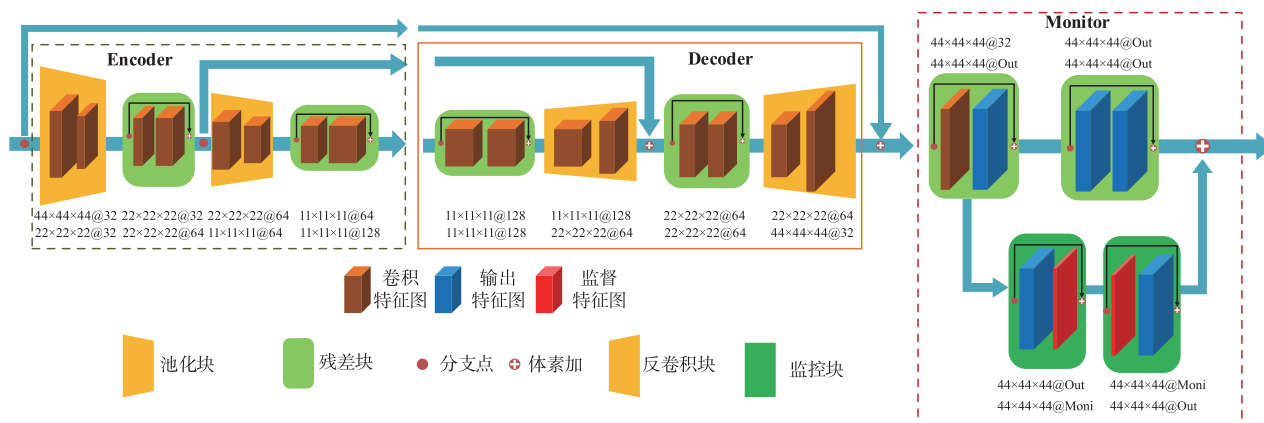 Encoder
44×44×44@32 22×22×22@32 22×22×22@64 11×11×11@64
22×22×22@32 22×22×22@64 11×11×11@64 11×11×11@128
Decoder
11×11×11@128 11×11×11@128 22×22×22@64 22×22×22@64
11×11×11@128 22×22×22@64 22×22×22@64 44×44×44@32
Monitor
44×44×44@32 44×44×44@Out
44×44×44@Out 44×44×44@Out
44×44×44@Out 44×44×44@Moni
44×44×44@Moni 44×44×44@Out
卷积 输出 监督
特征图 特征图 特征图
池化块 残差块 分支点 体素加 反卷积块 监控块